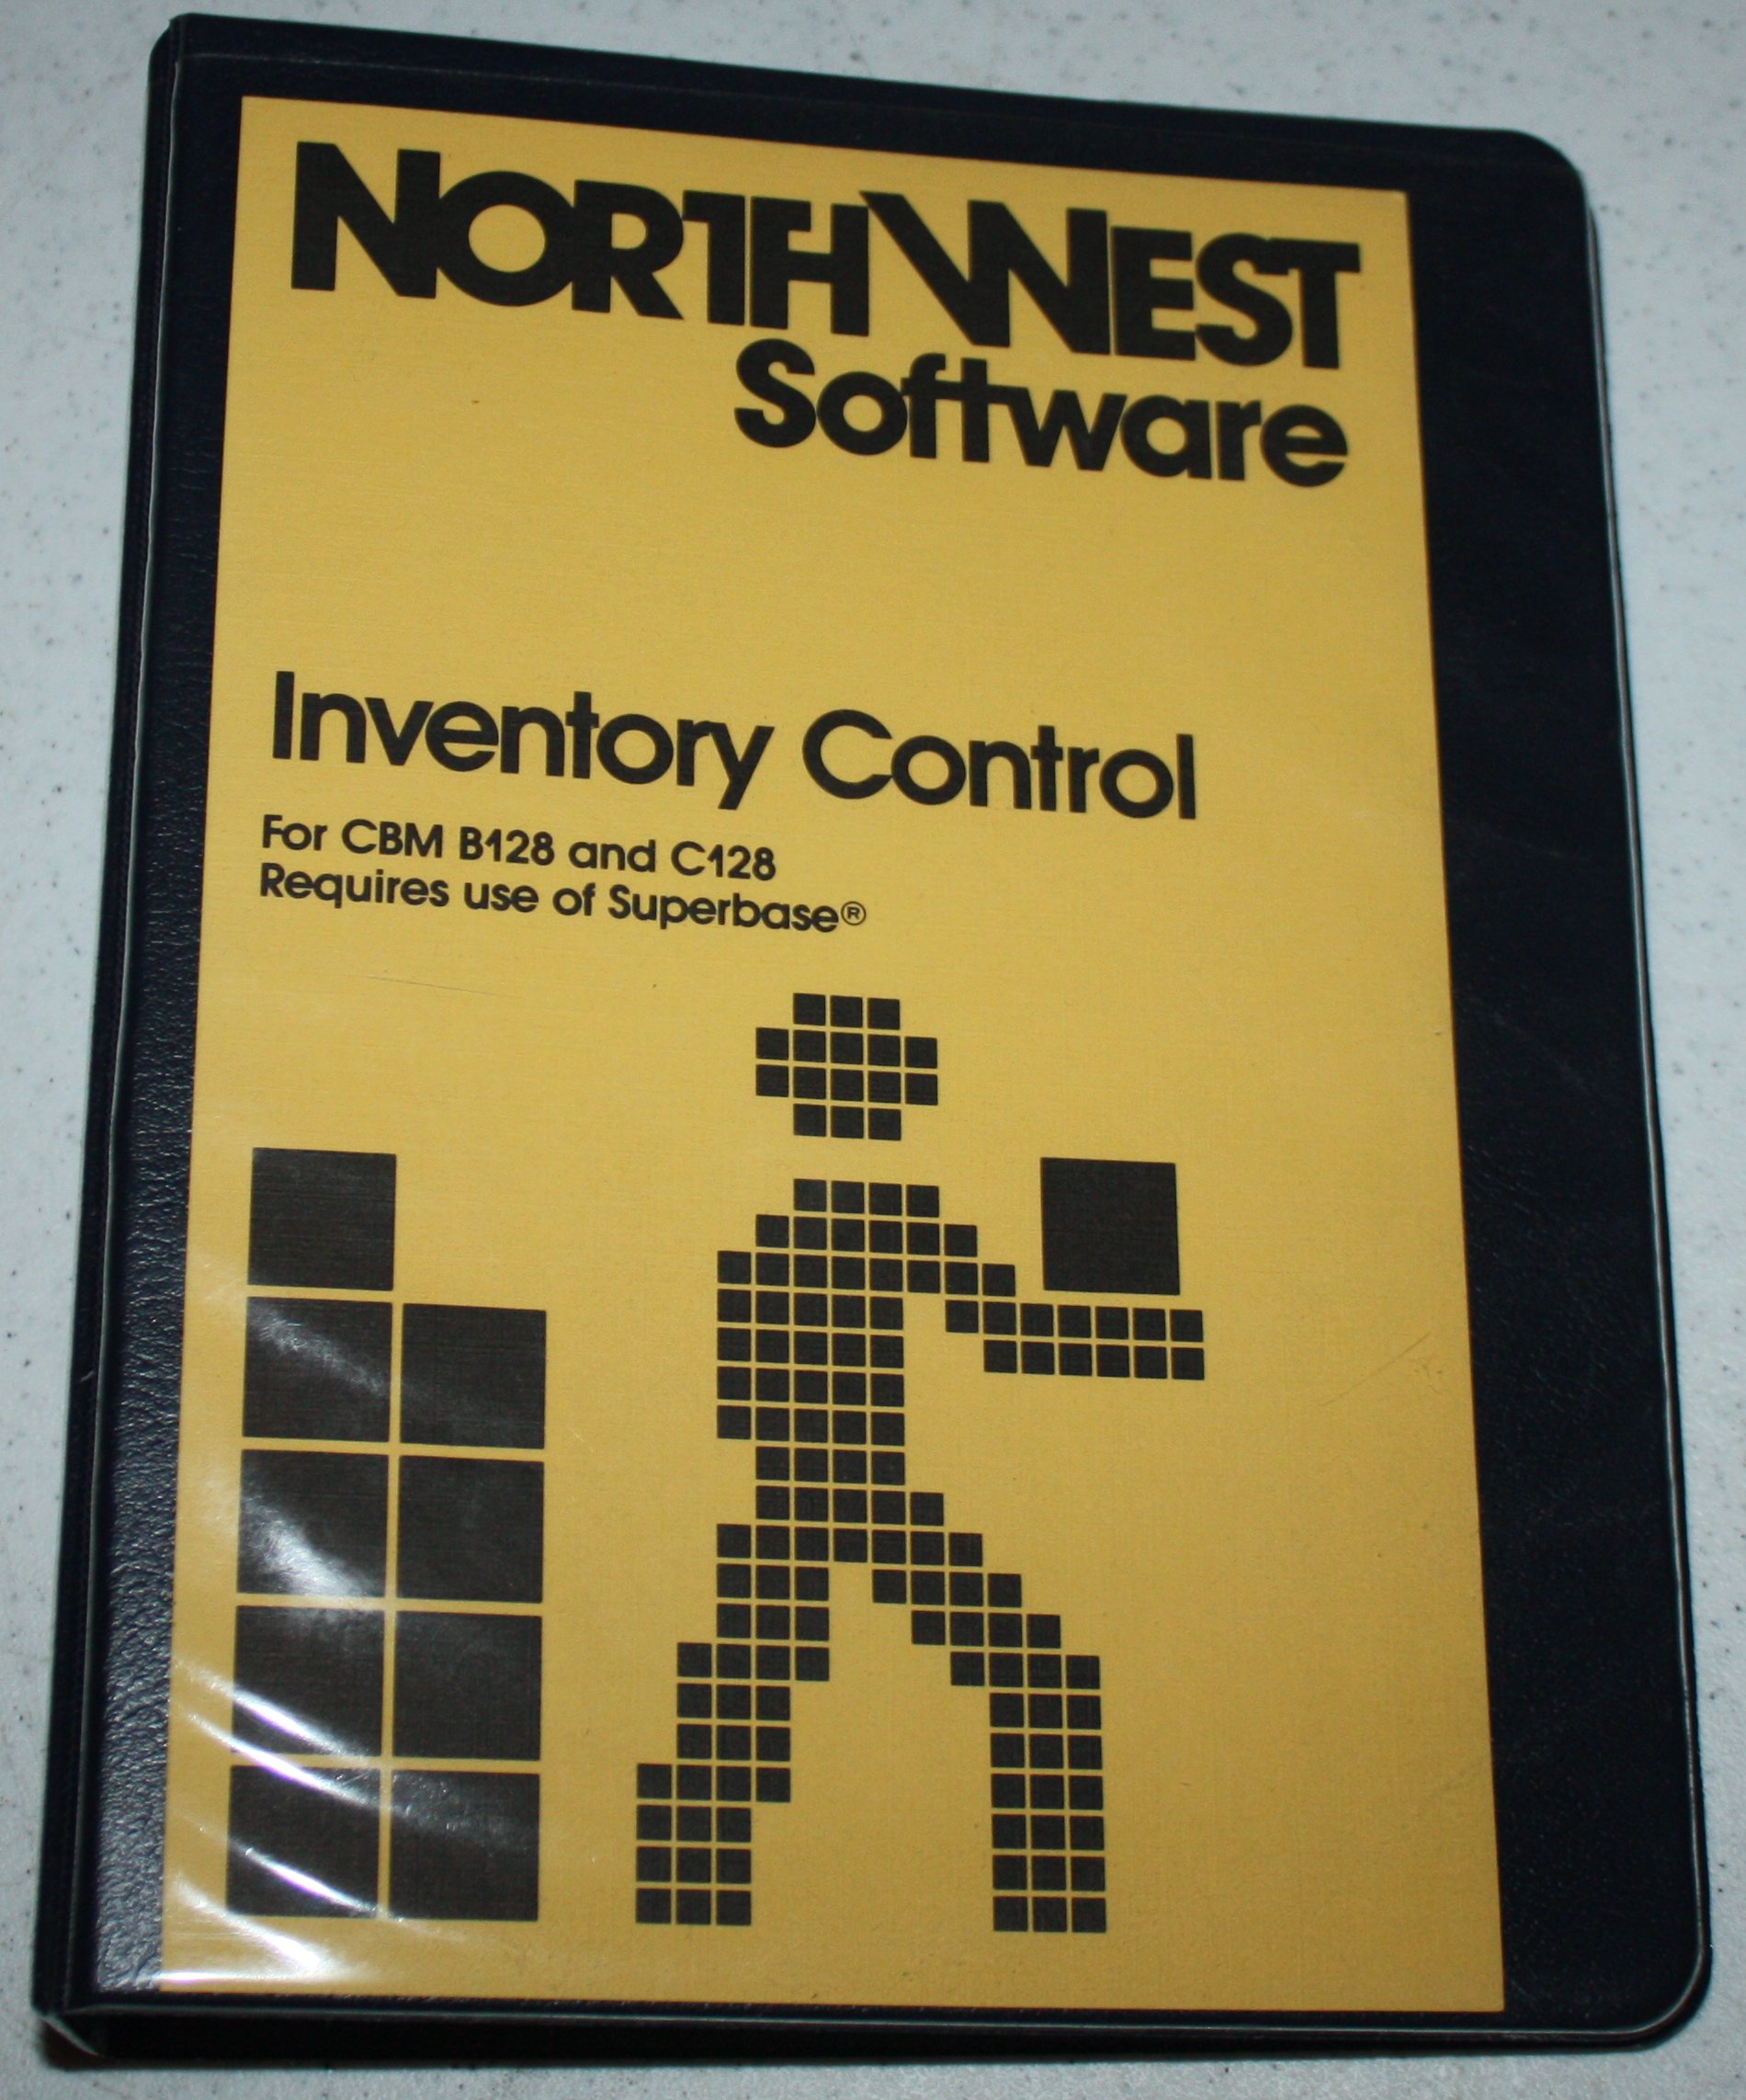 NORTHWEST
Software
Inventory Control
For CBM B128 and C128
Requires use of Superbase®